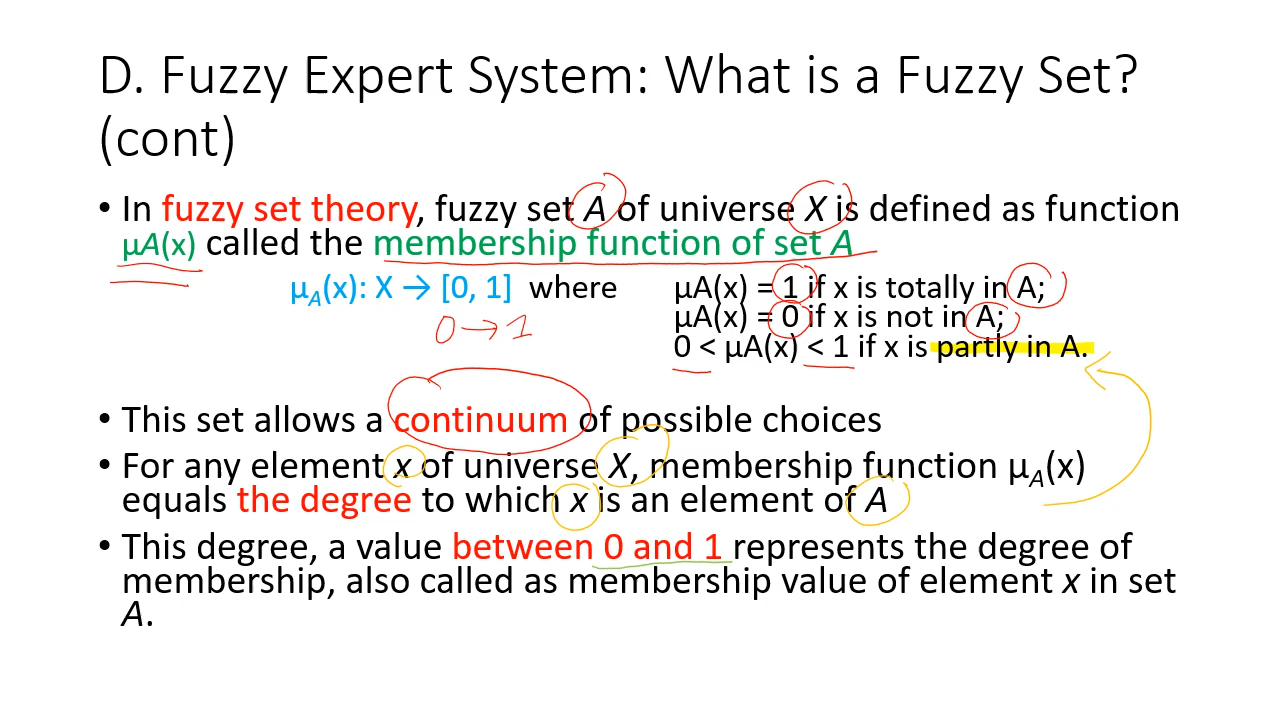 D. Fuzzy Expert System: What is a Fuzzy Set?
(cont)
• In fuzzy set theory, fuzzy set A of universe X is defined as function
µA(x) called the membership function of set A
µA(x): X → [0, 1] where
µA(x) = 1 if x is totally in A;
µA(x) = 0 if x is not in A;
0 < µA(x) < 1 if x is partly in A.
0 → 1
• This set allows a continuum of possible choices
• For any element x of universe X, membership function µA(x)
equals the degree to which x is an element of A
• This degree, a value between 0 and 1 represents the degree of
membership, also called as membership value of element x in set
A.